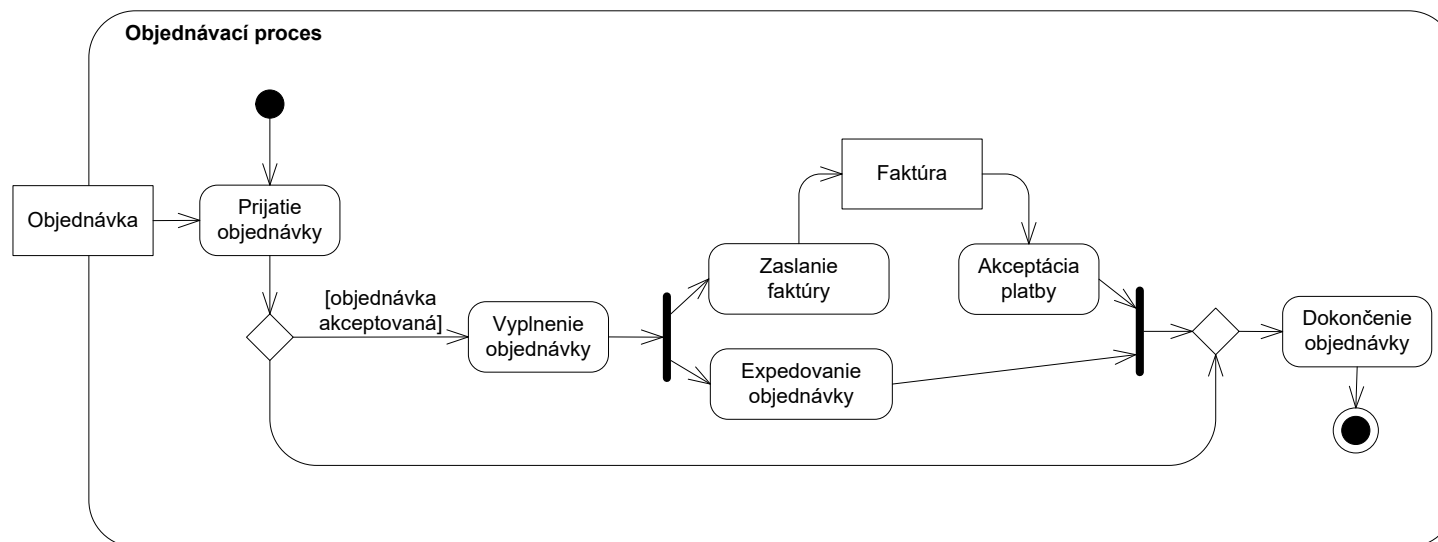 Objednávací proces
Objednávka
Prijatie
objednávky
[objednávka
akceptovaná]
Vyplnenie
objednávky
Zaslanie
faktúry
Faktúra
Akceptácia
platby
Expedovanie
objednávky
Dokončenie
objednávky